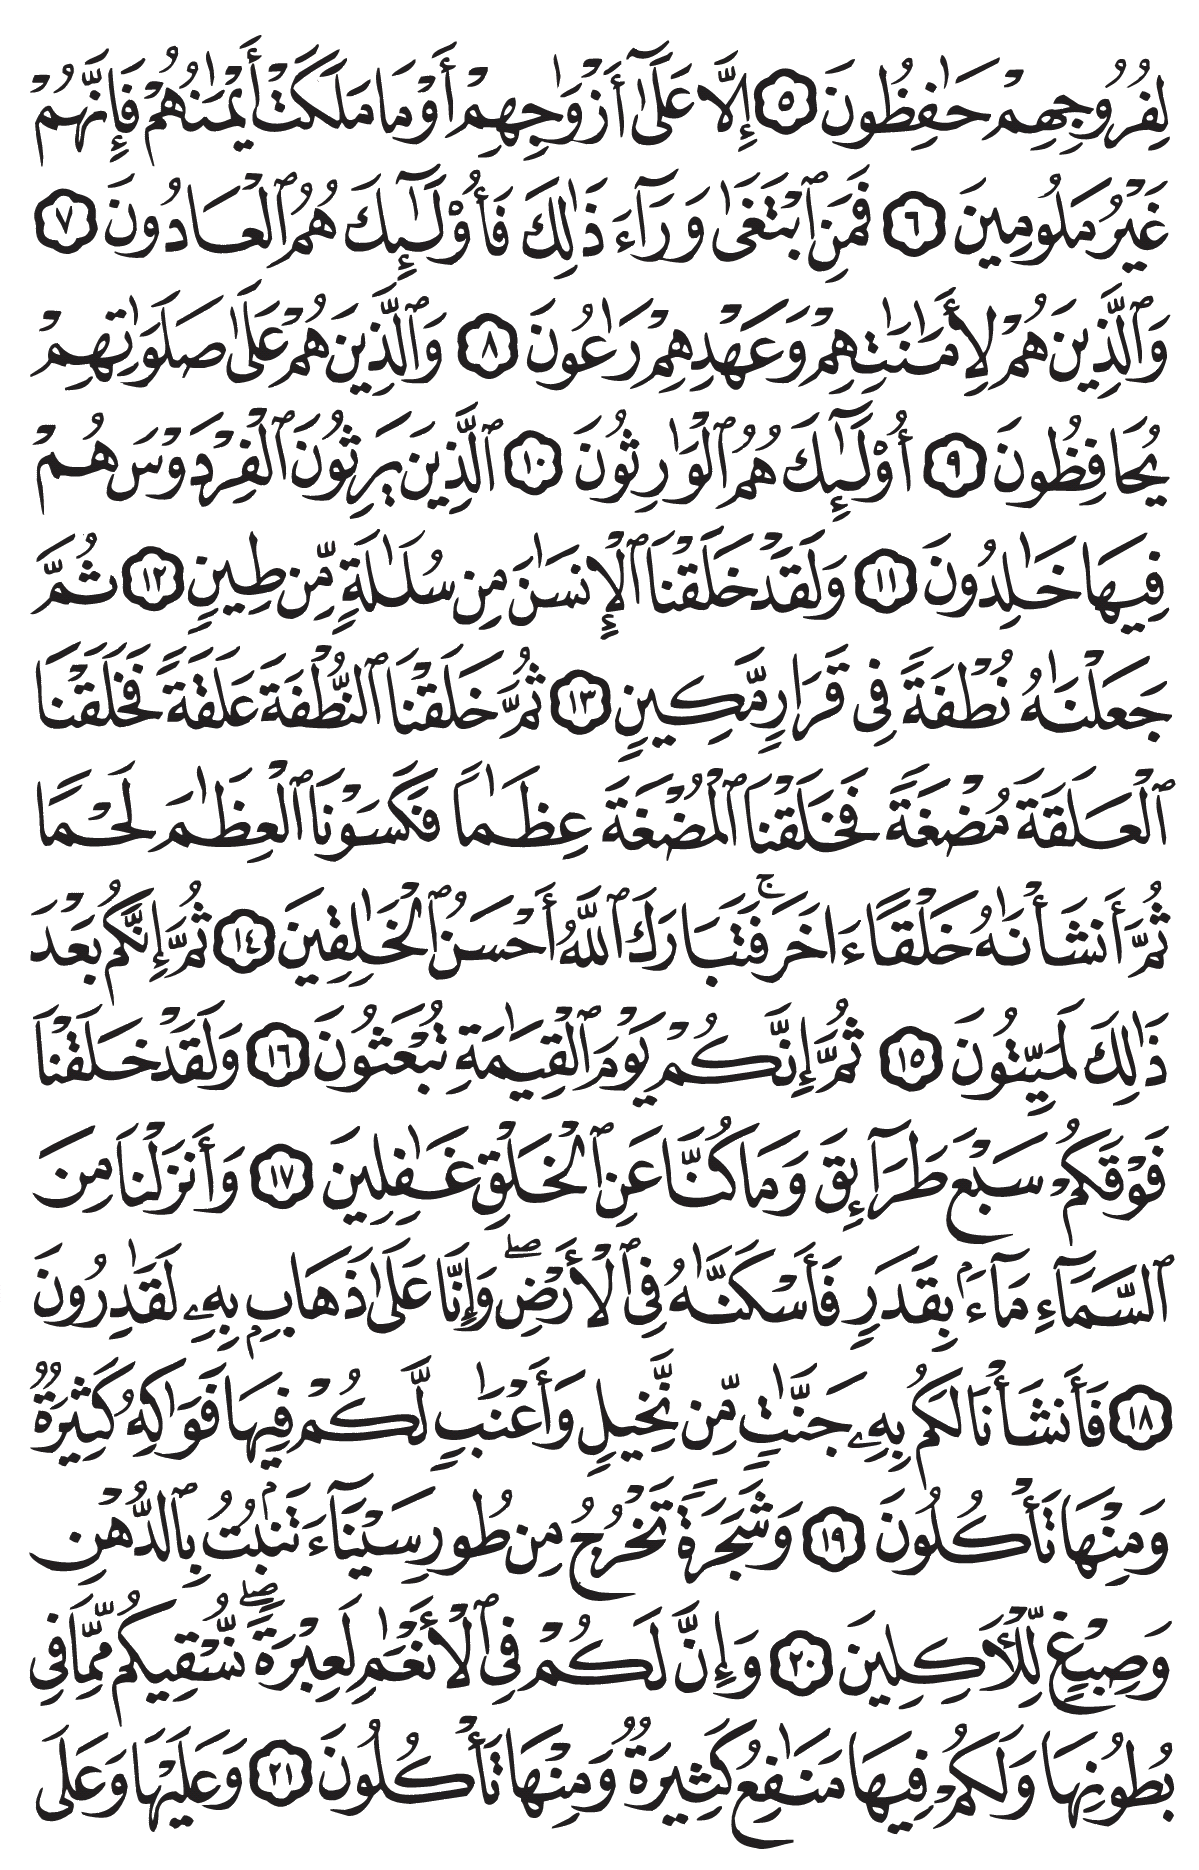 لِفُرُوجِهِمْ حَٰفِظُونَ ٥ إِلَّا عَلَىٰٓ أَزْوَٰجِهِمْ أَوْ مَا مَلَكَتْ أَيْمَٰنُهُمْ فَإِنَّهُمْ
غَيْرُ مَلُومِينَ ٦ فَمَنِ ٱبْتَغَىٰ وَرَآءَ ذَٰلِكَ فَأُوْلَٰٓئِكَ هُمُ ٱلْعَادُونَ ٧
وَٱلَّذِينَ هُمْ لِأَمَٰنَٰتِهِمْ وَعَهْدِهِمْ رَٰعُونَ ٨ وَٱلَّذِينَ هُمْ عَلَىٰ صَلَوَٰتِهِمْ
يُحَافِظُونَ ٩ أُوْلَٰٓئِكَ هُمُ ٱلْوَٰرِثُونَ ١٠ ٱلَّذِينَ يَرِثُونَ ٱلْفِرْدَوْسَ هُمْ
فِيهَا خَٰلِدُونَ ١١ وَلَقَدْ خَلَقْنَا ٱلْإِنسَٰنَ مِن سُلَٰلَةٍ مِّن طِينٍ ١٢ ثُمَّ
جَعَلْنَٰهُ نُطْفَةً فِى قَرَارٍ مَّكِينٍ ١٣ ثُمَّ خَلَقْنَا ٱلنُّطْفَةَ عَلَقَةً فَخَلَقْنَا
ٱلْعَلَقَةَ مُضْغَةً فَخَلَقْنَا ٱلْمُضْغَةَ عِظَٰمًا فَكَسَوْنَا ٱلْعِظَٰمَ لَحْمًا
ثُمَّ أَنشَأْنَٰهُ خَلْقًا ءَاخَرَ ۚ فَتَبَارَكَ ٱللَّهُ أَحْسَنُ ٱلْخَٰلِقِينَ ١٤ ثُمَّ إِنَّكُم بَعْدَ
ذَٰلِكَ لَمَيِّتُونَ ١٥ ثُمَّ إِنَّكُمْ يَوْمَ ٱلْقِيَٰمَةِ تُبْعَثُونَ ١٦ وَلَقَدْ خَلَقْنَا
فَوْقَكُمْ سَبْعَ طَرَآئِقَ وَمَا كُنَّا عَنِ ٱلْخَلْقِ غَٰفِلِينَ ١٧ وَأَنزَلْنَا مِنَ
ٱلسَّمَآءِ مَآءًۢ بِقَدَرٍ فَأَسْكَنَّٰهُ فِى ٱلْأَرْضِ ۖ وَإِنَّا عَلَىٰ ذَهَابٍۭ بِهِۦ لَقَٰدِرُونَ
١٨ فَأَنشَأْنَا لَكُم بِهِۦ جَنَّٰتٍ مِّن نَّخِيلٍ وَأَعْنَٰبٍ لَّكُمْ فِيهَا فَوَٰكِهُ كَثِيرَةٌ
وَمِنْهَا تَأْكُلُونَ ١٩ وَشَجَرَةً تَخْرُجُ مِن طُورِ سَيْنَآءَ تَنۢبُتُ بِٱلدُّهْنِ
وَصِبْغٍ لِّلْأَكِلِينَ ٢٠ وَإِنَّ لَكُمْ فِى ٱلْأَنْعَٰمِ لَعِبْرَةً ۖ نُّسْقِيكُم مِّمَّا فِى
بُطُونِهَا وَلَكُمْ فِيهَا مَنَٰفِعُ كَثِيرَةٌ وَمِنْهَا تَأْكُلُونَ ٢١ وَعَلَيْهَا وَعَلَى